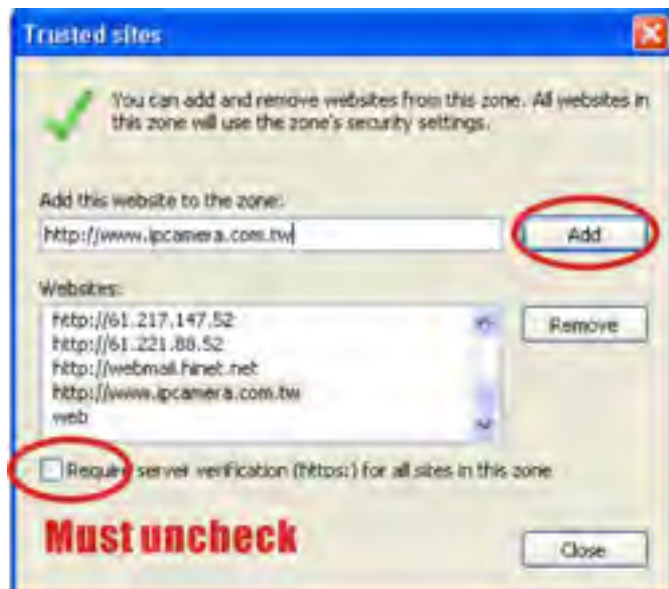 Trusted sites
You can add and remove websites from this zone. All websites in
this zone will use the zone's security settings.
Add this website to the zone:
http://www.ipcamera.com.tw
Add
Websites:
http://61.217.147.52
http://61.221.88.52
http://webmail.hinet.net
http://www.ipcamera.com.tw
web
Remove
Require server verification (https:) for all sites in this zone
Must uncheck
Close